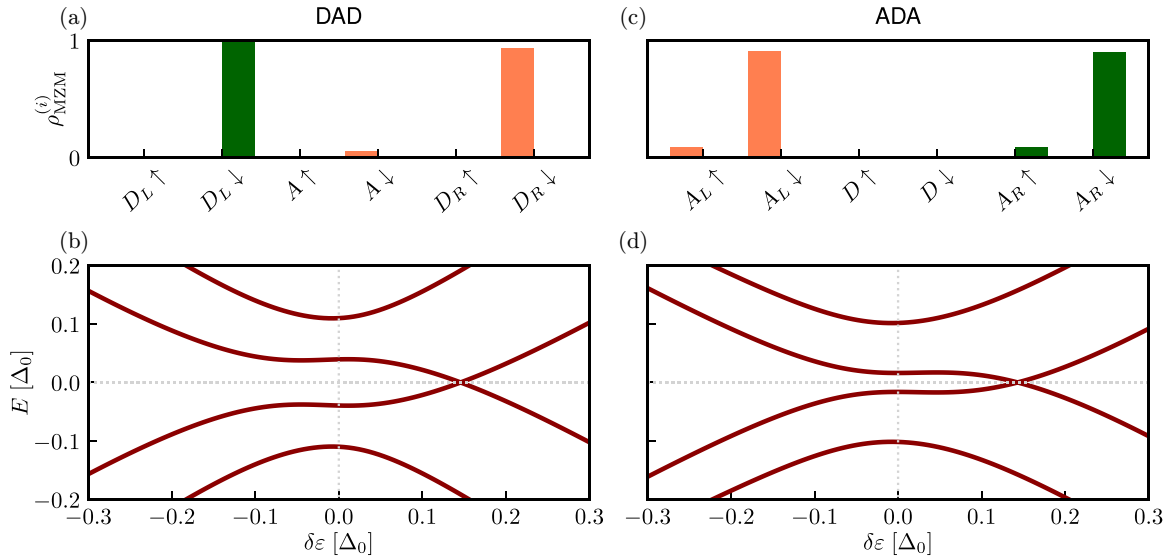 (a) DAD (c) ADA
1
0
ρ_MZM^(i)
D_L↑ D_L↓ A↑ A↓ D_R↑ D_R↓
A_L↑ A_L↓ D↑ D↓ A_R↑ A_R↓
(b) (d)
0.2
0.1
0.0
−0.1
−0.2
E [Δ_0]
−0.3 −0.2 −0.1 0.0 0.1 0.2 0.3
δε [Δ_0]
−0.3 −0.2 −0.1 0.0 0.1 0.2 0.3
δε [Δ_0]